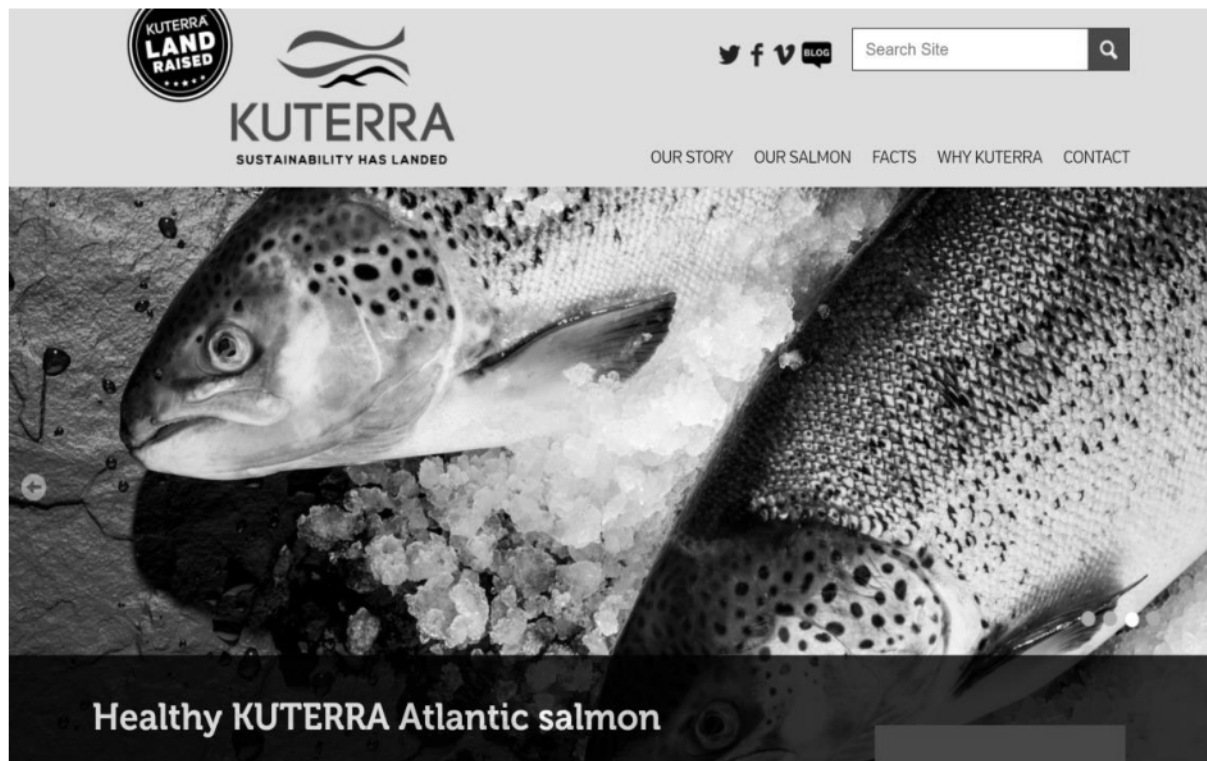 KUTERRA
LAND
RAISED
KUTERRA
SUSTAINABILITY HAS LANDED
BLOG
Search Site
OUR STORY OUR SALMON FACTS WHY KUTERRA CONTACT
Healthy KUTERRA Atlantic salmon